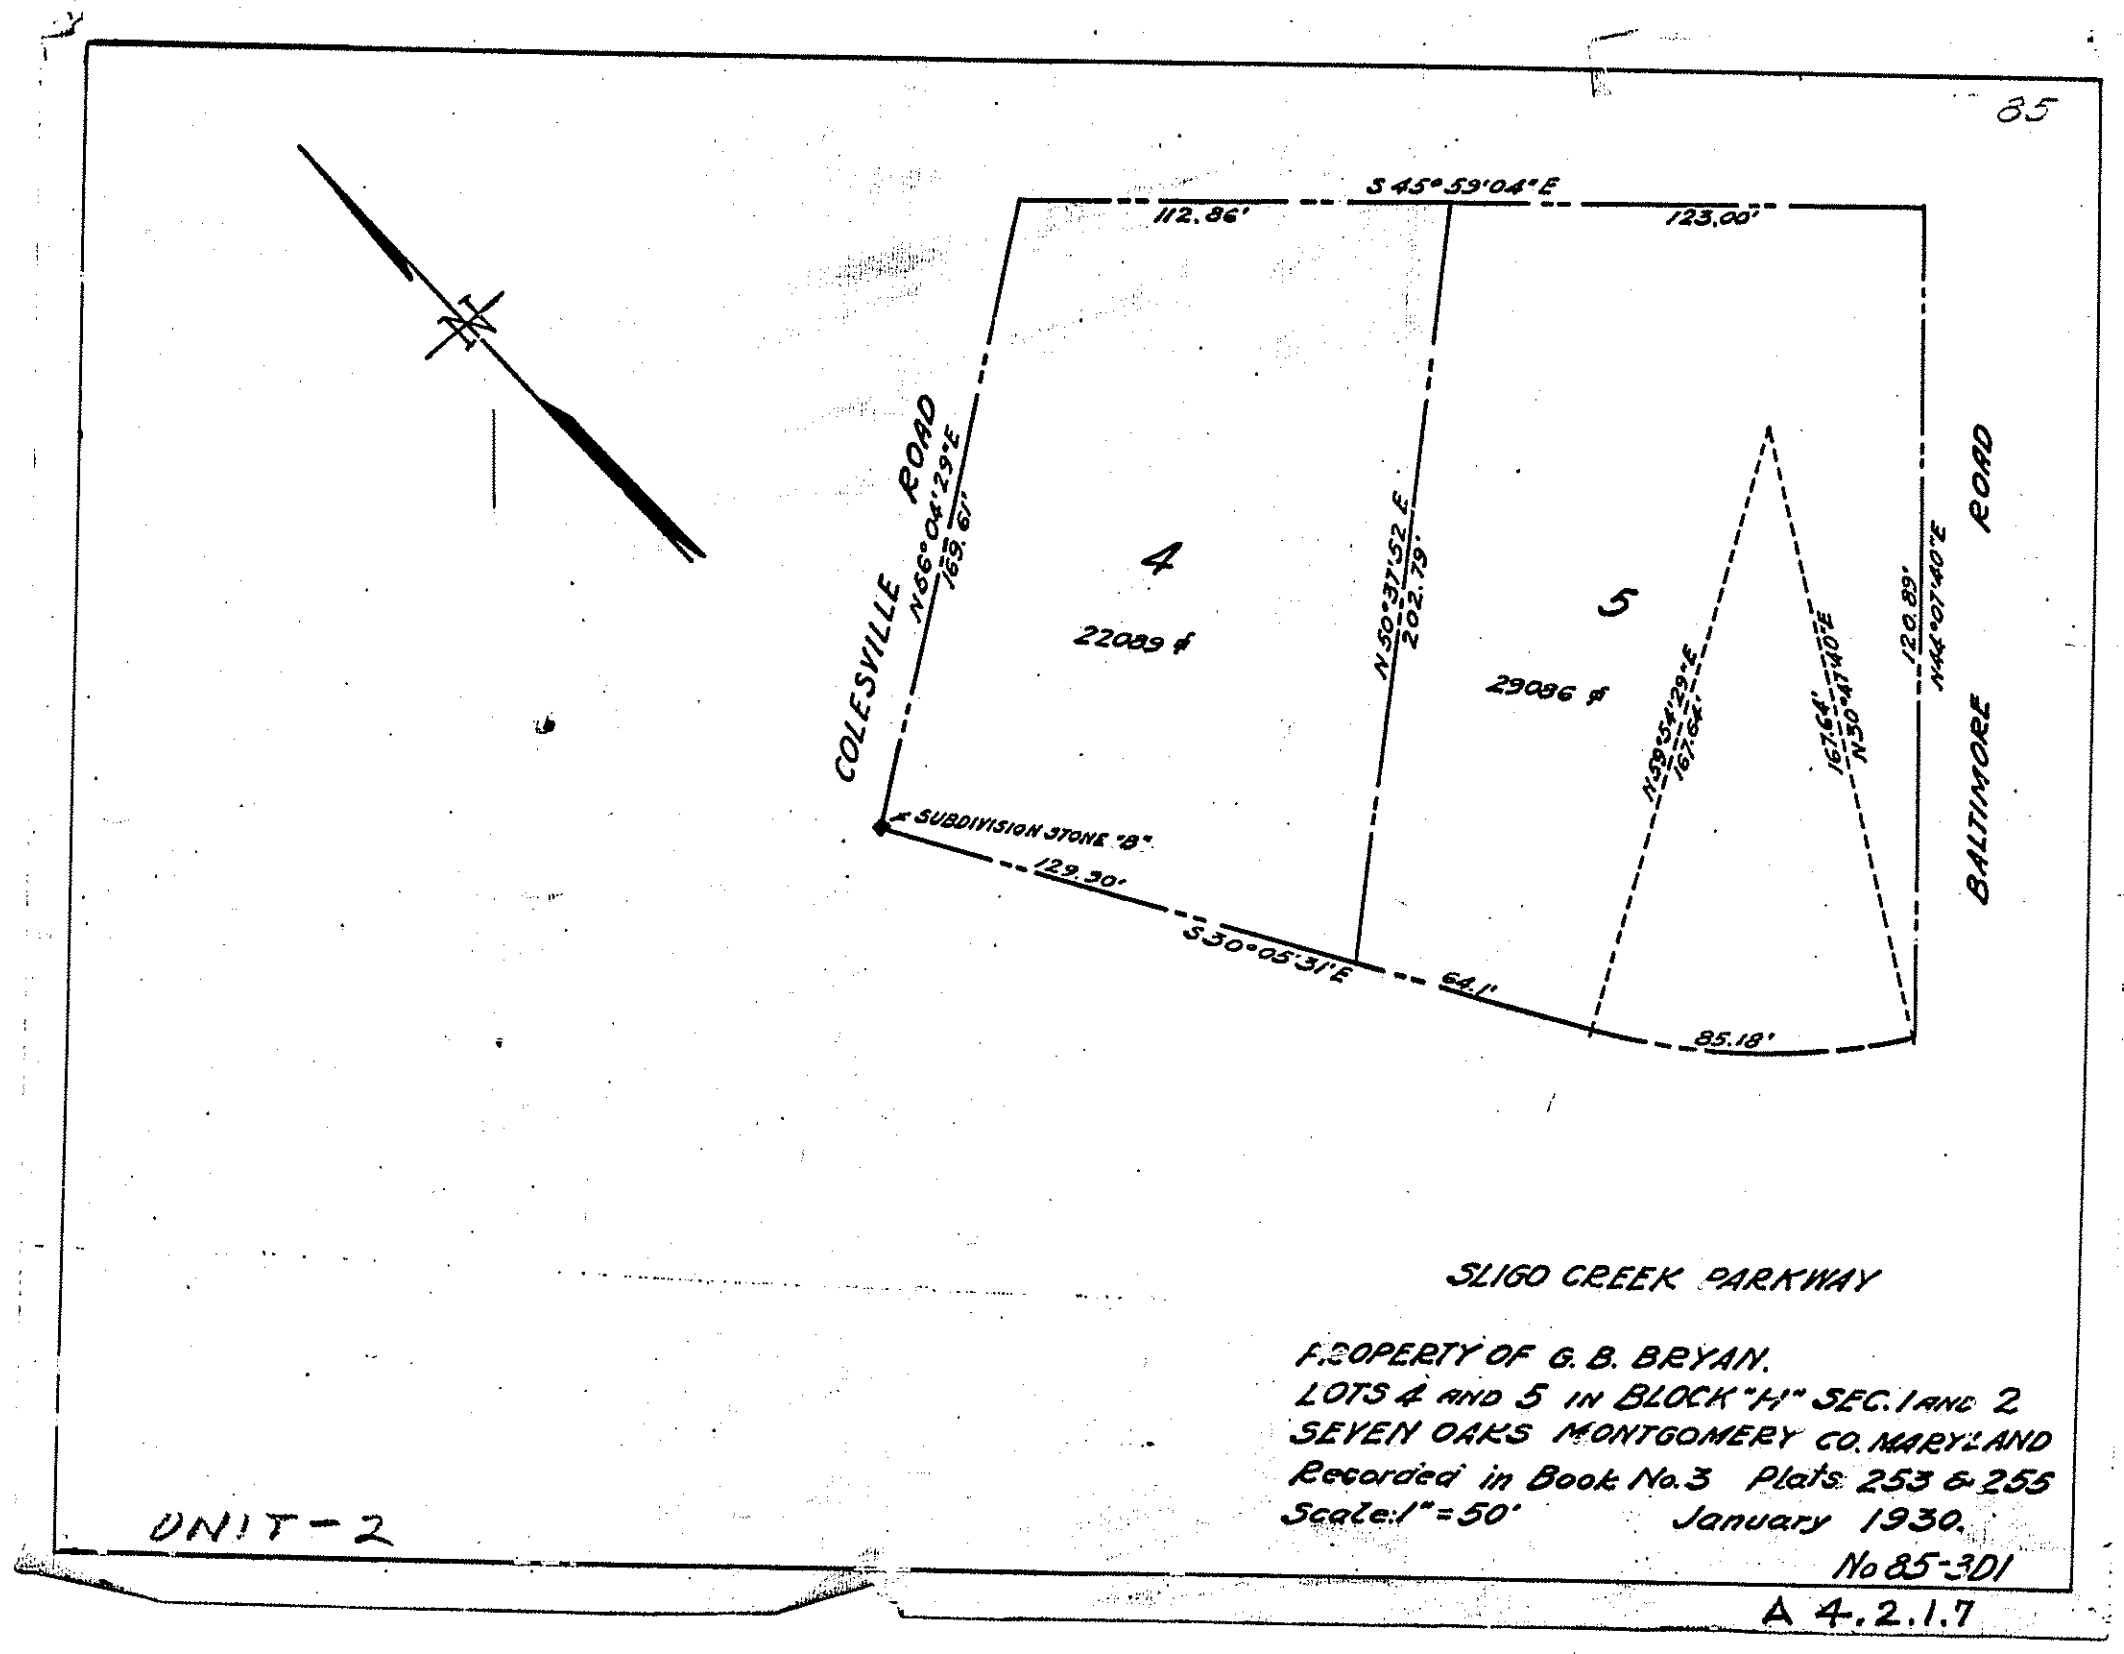 85
S 45°59'04" E
112.86'
123.00'
N
COLESVILLE ROAD
N 56°04'29" E
169.61'
4
22089 ⌿
N 50°37'52 E
202.79'
5
29086 ⌿
N 59°54'29" E
167.64'
167.64'
N 30°47'40" E
120.89'
N 44°07'40" E
BALTIMORE ROAD
SUBDIVISION STONE "B"
129.30'
S 30°05'31' E
64.1'
85.18'
SLIGO CREEK PARKWAY
PROPERTY OF G. B. BRYAN.
LOTS 4 AND 5 IN BLOCK "H" SEC. 1 AND 2
SEVEN OAKS MONTGOMERY CO. MARYLAND
Recorded in Book No. 3 Plats 253 & 255
Scale: 1" = 50' January 1930.
No 85-3D1
UNIT-2
A 4.2.1.7